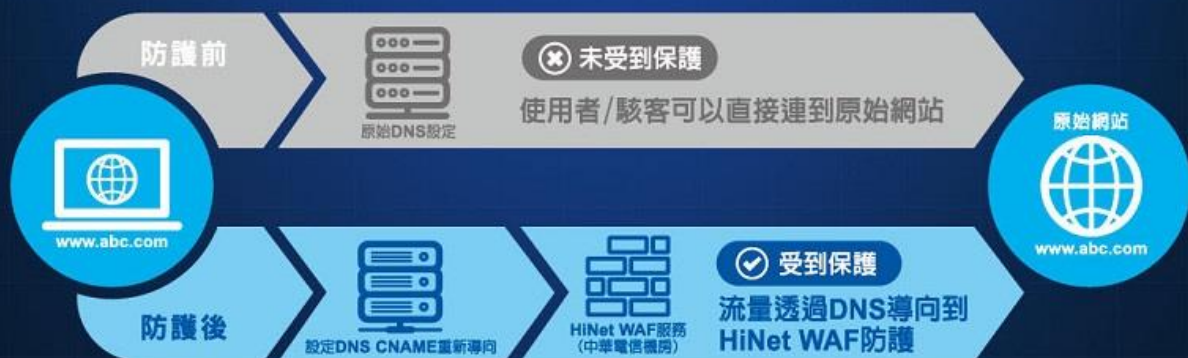 防護前
原始DNS設定
未受到保護
使用者/駭客可以直接連到原始網站
www.abc.com
原始網站
www.abc.com
防護後
設定DNS CNAME重新導向
HiNet WAF服務
(中華電信機房)
受到保護
流量透過DNS導向到
HiNet WAF防護